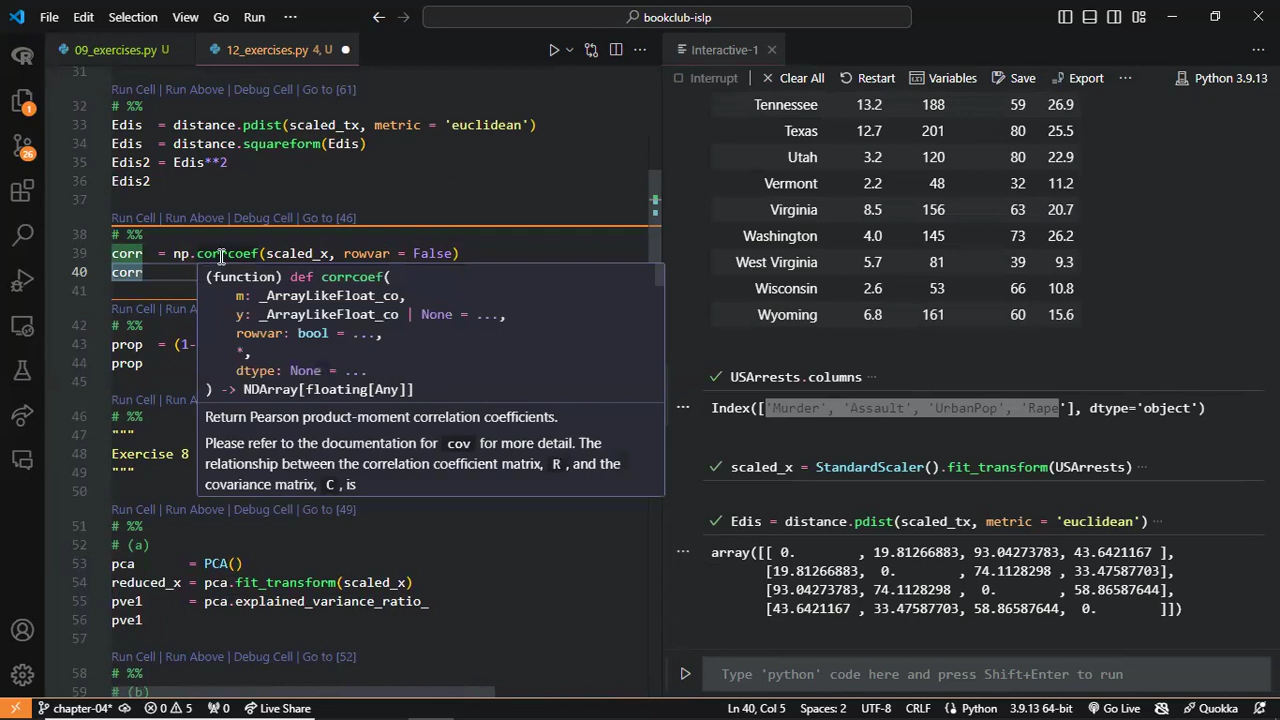 File Edit Selection View Go Run ··· bookclub-islp
09_exercises.py U 12_exercises.py 4, U Interactive-1
31
Run Cell | Run Above | Debug Cell | Go to [61]
32 # %%
33 Edis = distance.pdist(scaled_tx, metric = 'euclidean')
34 Edis = distance.squareform(Edis)
35 Edis2 = Edis**2
36 Edis2
37
Run Cell | Run Above | Debug Cell | Go to [46]
38 # %%
39 corr = np.corrcoef(scaled_x, rowvar = False)
40 corr
41
(function) def corrcoef(
m: _ArrayLikeFloat_co,
y: _ArrayLikeFloat_co | None = ...,
rowvar: bool = ...,
*,
dtype: None = ...
) -> NDArray[floating[Any]]
Return Pearson product-moment correlation coefficients.
Please refer to the documentation for cov for more detail. The
relationship between the correlation coefficient matrix, R, and the
covariance matrix, C, is
Run Cell
42 # %%
43 prop = (1-
44 prop
45
Run Cell
46 # %%
47 """
48 Exercise 8
49 """
50
Run Cell | Run Above | Debug Cell | Go to [49]
51 # %%
52 # (a)
53 pca = PCA()
54 reduced_x = pca.fit_transform(scaled_x)
55 pve1 = pca.explained_variance_ratio_
56 pve1
57
Run Cell | Run Above | Debug Cell | Go to [52]
58 # %%
59 # (b)
Interrupt Clear All Restart Variables Save Export ··· Python 3.9.13
Tennessee 13.2 188 59 26.9
Texas 12.7 201 80 25.5
Utah 3.2 120 80 22.9
Vermont 2.2 48 32 11.2
Virginia 8.5 156 63 20.7
Washington 4.0 145 73 26.2
West Virginia 5.7 81 39 9.3
Wisconsin 2.6 53 66 10.8
Wyoming 6.8 161 60 15.6
USArrests.columns ···
Index(['Murder', 'Assault', 'UrbanPop', 'Rape'], dtype='object')
scaled_x = StandardScaler().fit_transform(USArrests) ···
Edis = distance.pdist(scaled_tx, metric = 'euclidean') ···
array([[ 0. , 19.81266883, 93.04273783, 43.6421167 ],
[19.81266883, 0. , 74.1128298 , 33.47587703],
[93.04273783, 74.1128298 , 0. , 58.86587644],
[43.6421167 , 33.47587703, 58.86587644, 0. ]])
Type 'python' code here and press Shift+Enter to run
chapter-04* 0 5 0 Live Share Ln 40, Col 5 Spaces: 2 UTF-8 CRLF Python 3.9.13 64-bit Go Live Quokka
1
26